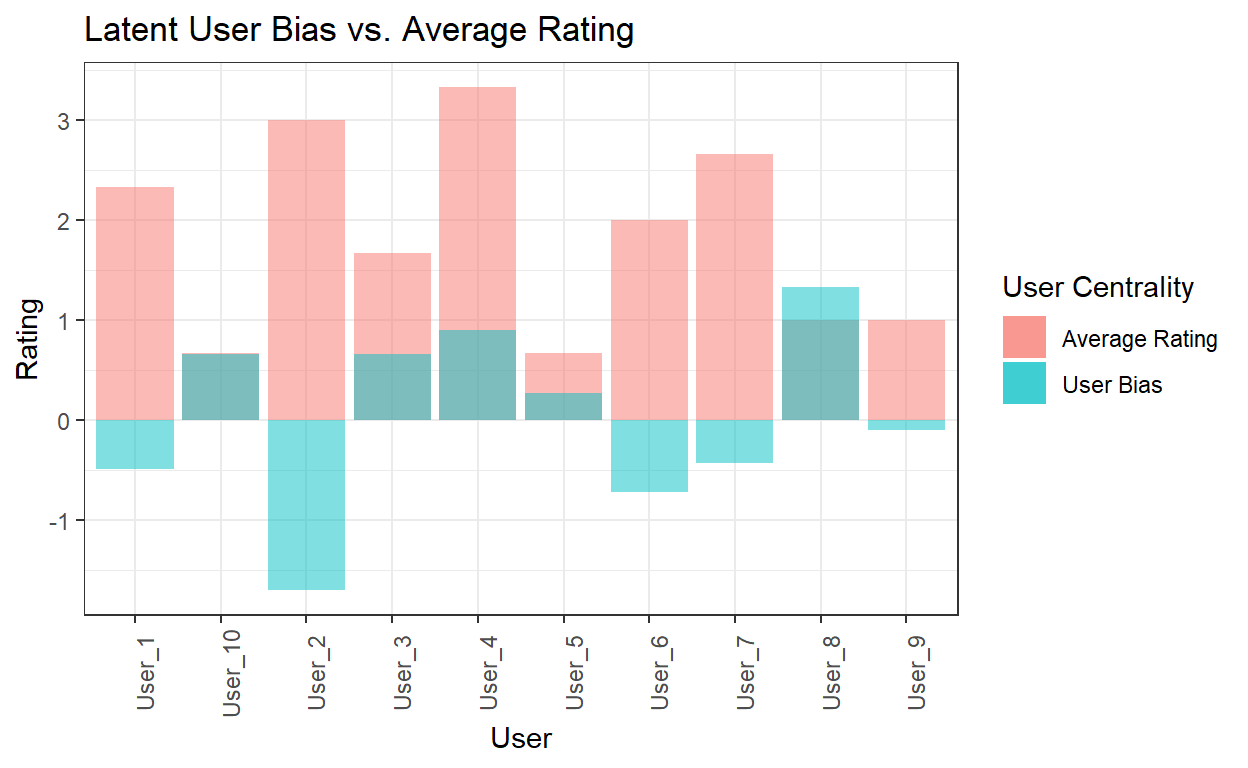 Latent User Bias vs. Average Rating
3
2
1
0
-1
Rating
User_1
User_10
User_2
User_3
User_4
User_5
User_6
User_7
User_8
User_9
User
User Centrality
Average Rating
User Bias